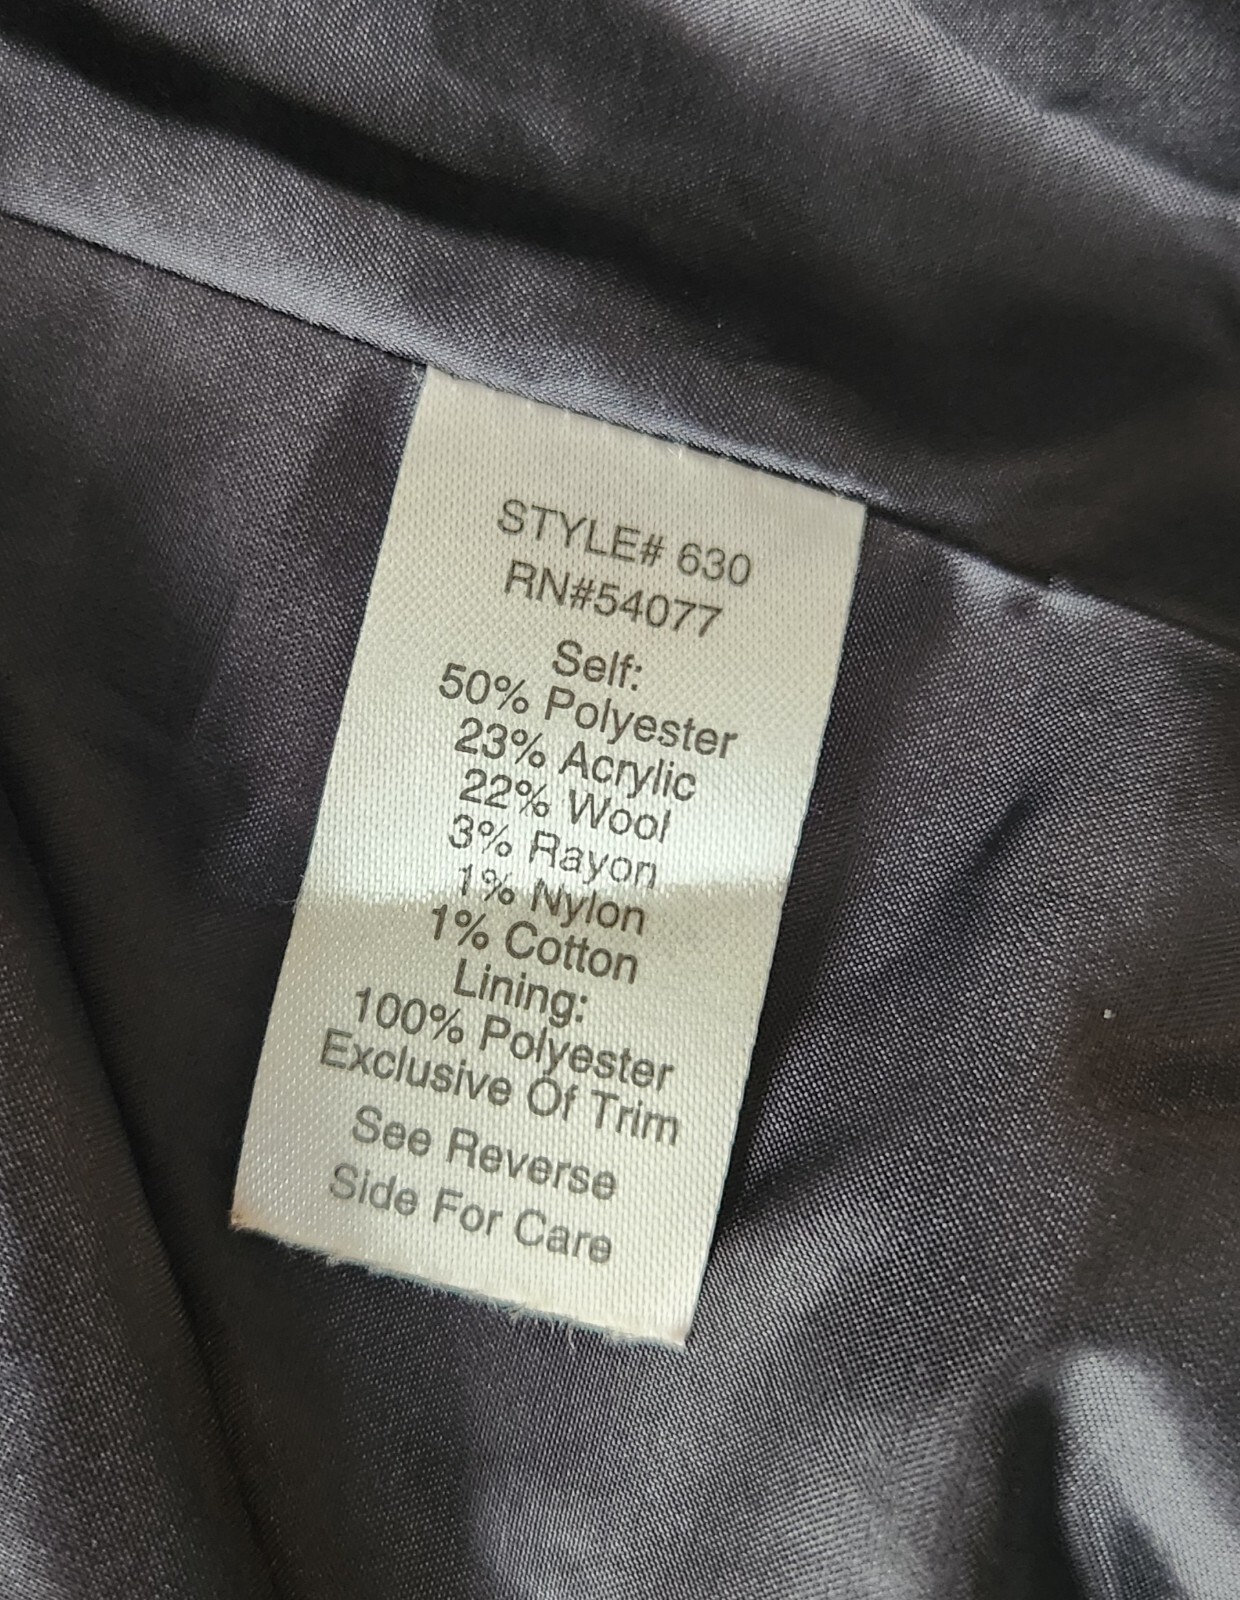 STYLE# 630
RN#54077
Self:
50% Polyester
23% Acrylic
22% Wool
3% Rayon
1% Nylon
1% Cotton
Lining:
100% Polyester
Exclusive Of Trim
See Reverse
Side For Care